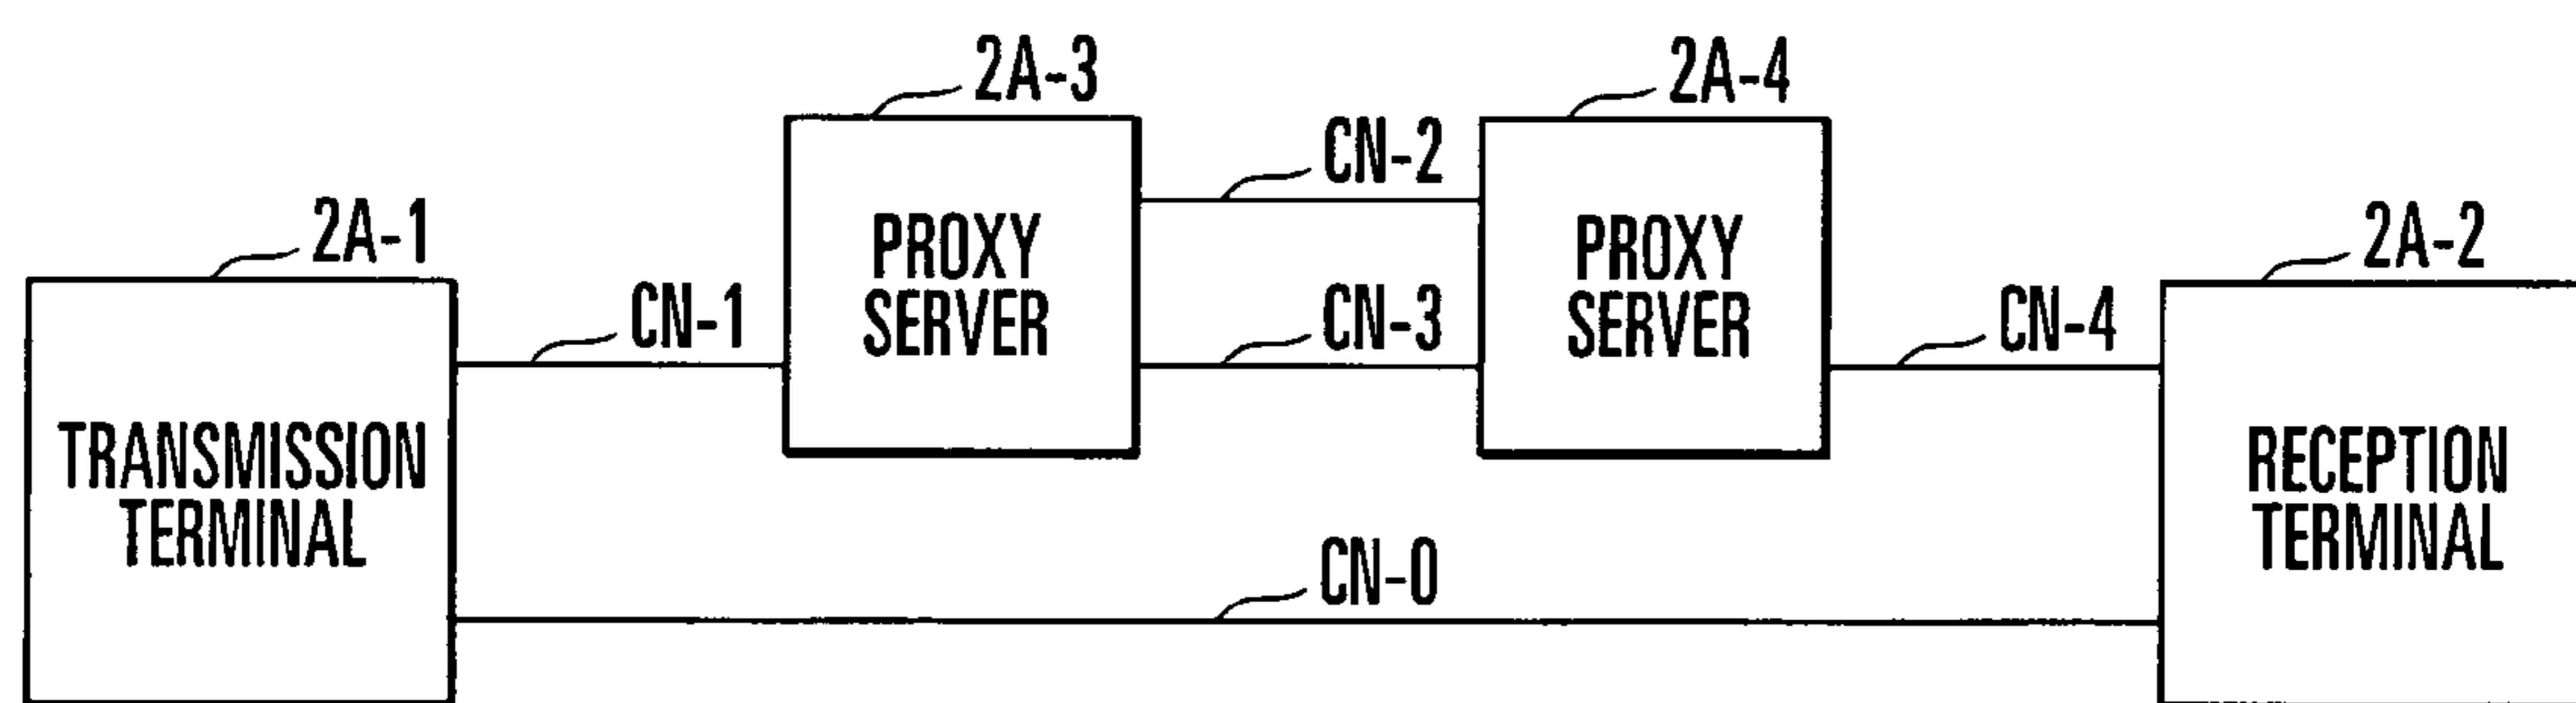 2A-3
2A-4
CN-2
2A-1
PROXY
SERVER
PROXY
SERVER
2A-2
CN-1
CN-3
CN-4
TRANSMISSION
TERMINAL
RECEPTION
TERMINAL
CN-0